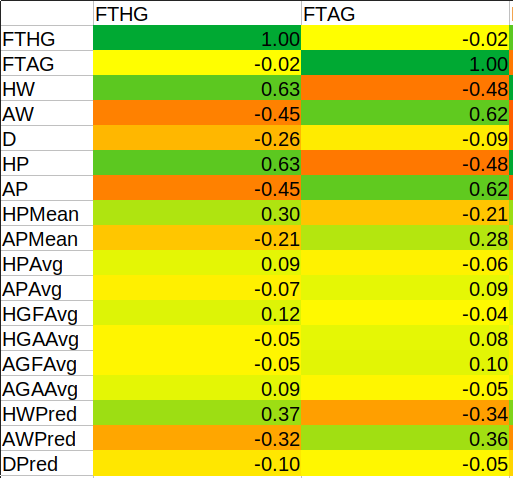 FTHG FTAG
FTHG 1.00 -0.02
FTAG -0.02 1.00
HW 0.63 -0.48
AW -0.45 0.62
D -0.26 -0.09
HP 0.63 -0.48
AP -0.45 0.62
HPMean 0.30 -0.21
APMean -0.21 0.28
HPAvg 0.09 -0.06
APAvg -0.07 0.09
HGFAvg 0.12 -0.04
HGAAvg -0.05 0.08
AGFAvg -0.05 0.10
AGAAvg 0.09 -0.05
HWPred 0.37 -0.34
AWPred -0.32 0.36
DPred -0.10 -0.05